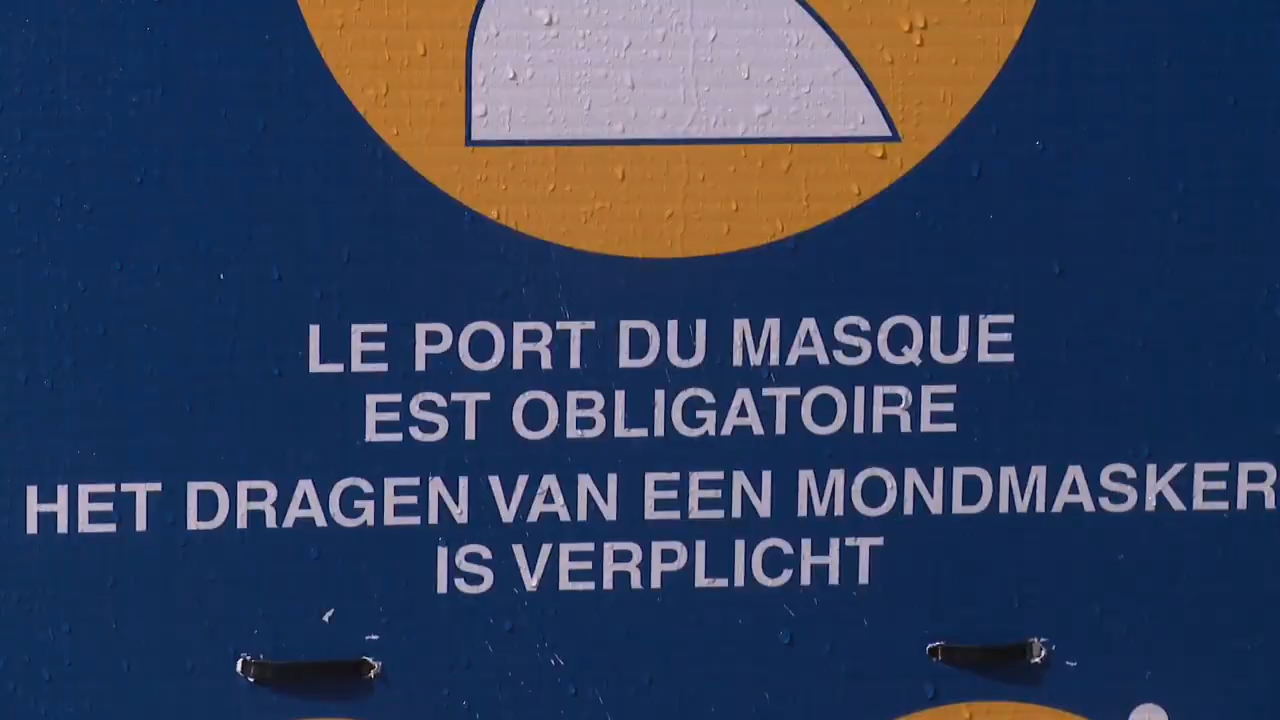 LE PORT DU MASQUE
EST OBLIGATOIRE
HET DRAGEN VAN EEN MONDMASKER
IS VERPLICHT